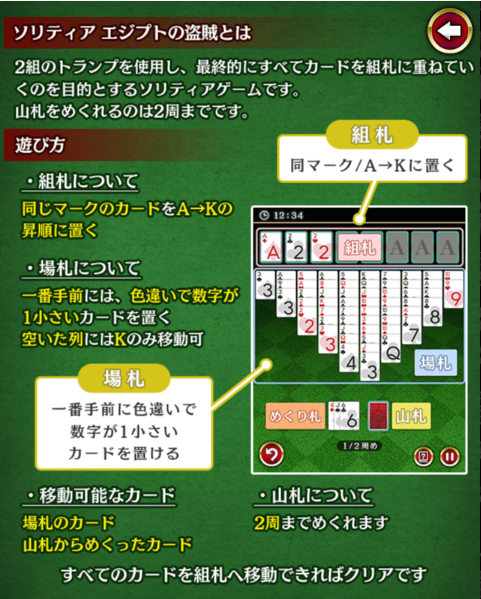 ソリティア エジプトの盗賊とは
2組のトランプを使用し、最終的にすべてカードを組札に重ねてい
くのを目的とするソリティアゲームです。
山札をめくれるのは2周までです。
遊び方
組札
同マーク/A→Kに置く
・組札について
同じマークのカードをA→Kの
昇順に置く
・場札について
一番手前には、色違いで数字が
1小さいカードを置く
空いた列にはKのみ移動可
12:34
A
2
2
組札
A
A
A
3
3
2
3
4
3
Q
7
8
9
場札
場札
一番手前に色違いで
数字が1小さい
カードを置ける
めくり札
6
山札
1/2周め
・移動可能なカード
場札のカード
山札からめくったカード
・山札について
2周までめくれます
すべてのカードを組札へ移動できればクリアです